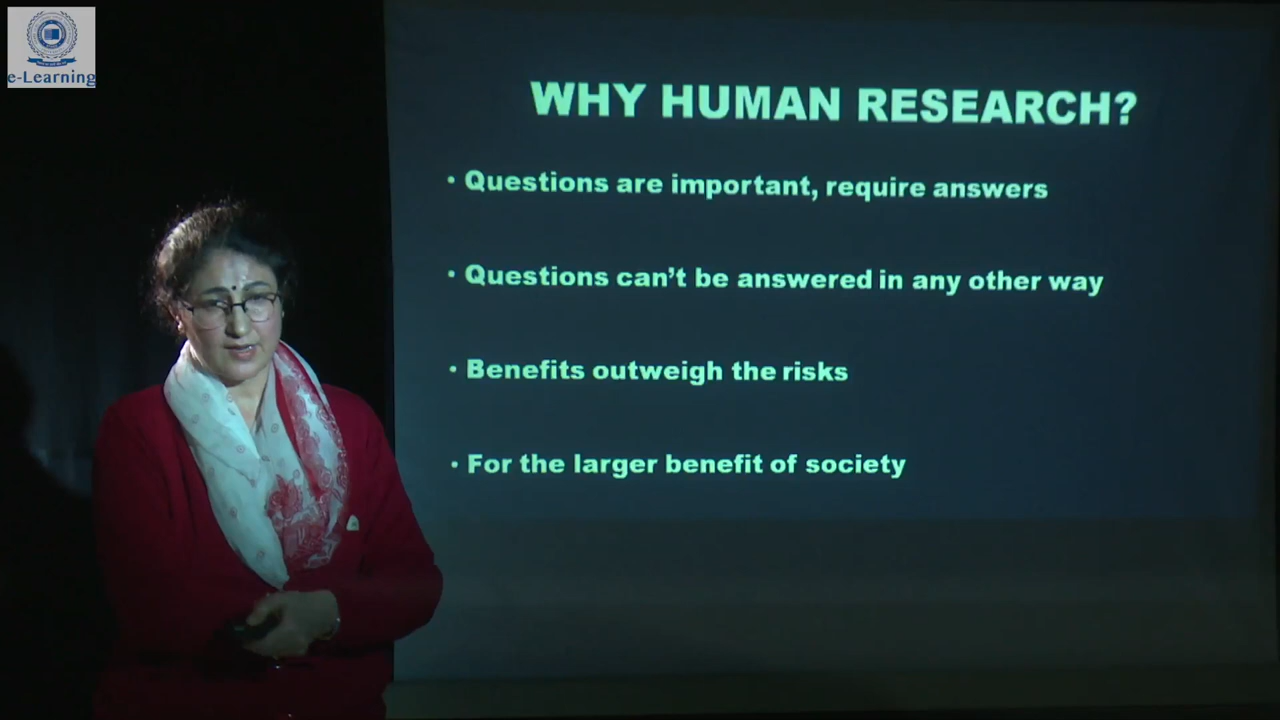 e-Learning
WHY HUMAN RESEARCH?
• Questions are important, require answers
• Questions can't be answered in any other way
• Benefits outweigh the risks
• For the larger benefit of society